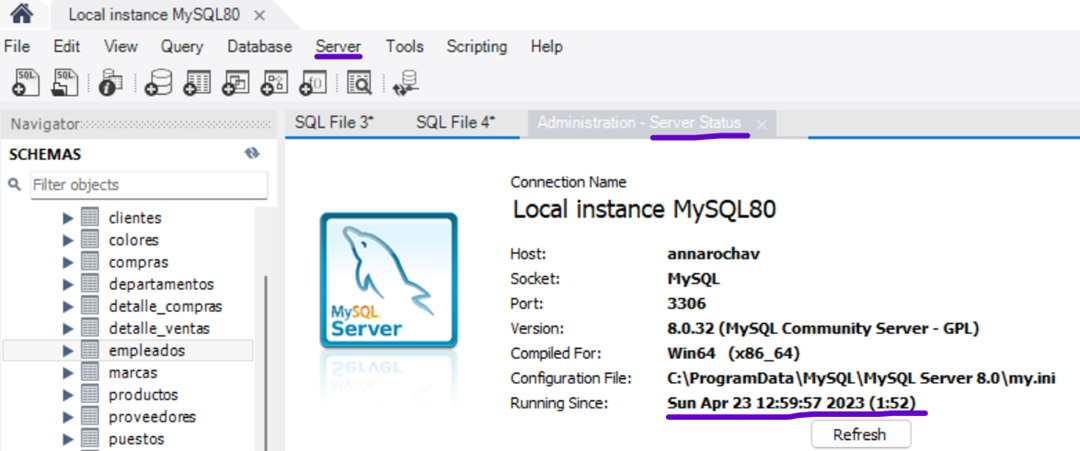 Local instance MySQL80 ×
File Edit View Query Database Server Tools Scripting Help
SQL SQL f()
Navigator
SCHEMAS
Filter objects
clientes
colores
compras
departamentos
detalle_compras
detalle_ventas
empleados
marcas
productos
proveedores
puestos
SQL File 3* SQL File 4* Administration - Server Status ×
MySQL
Server
Connection Name
Local instance MySQL80
Host: annarochav
Socket: MySQL
Port: 3306
Version: 8.0.32 (MySQL Community Server - GPL)
Compiled For: Win64 (x86_64)
Configuration File: C:\ProgramData\MySQL\MySQL Server 8.0\my.ini
Running Since: Sun Apr 23 12:59:57 2023 (1:52)
Refresh